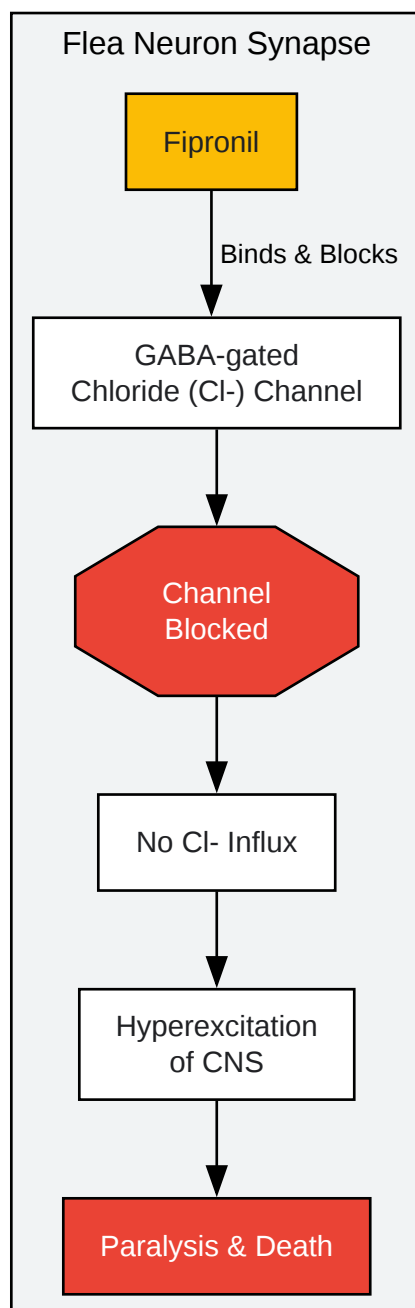 Flea Neuron Synapse
Fipronil
Binds & Blocks
GABA-gated
Chloride (Cl-) Channel
Channel
Blocked
No Cl- Influx
Hyperexcitation
of CNS
Paralysis & Death